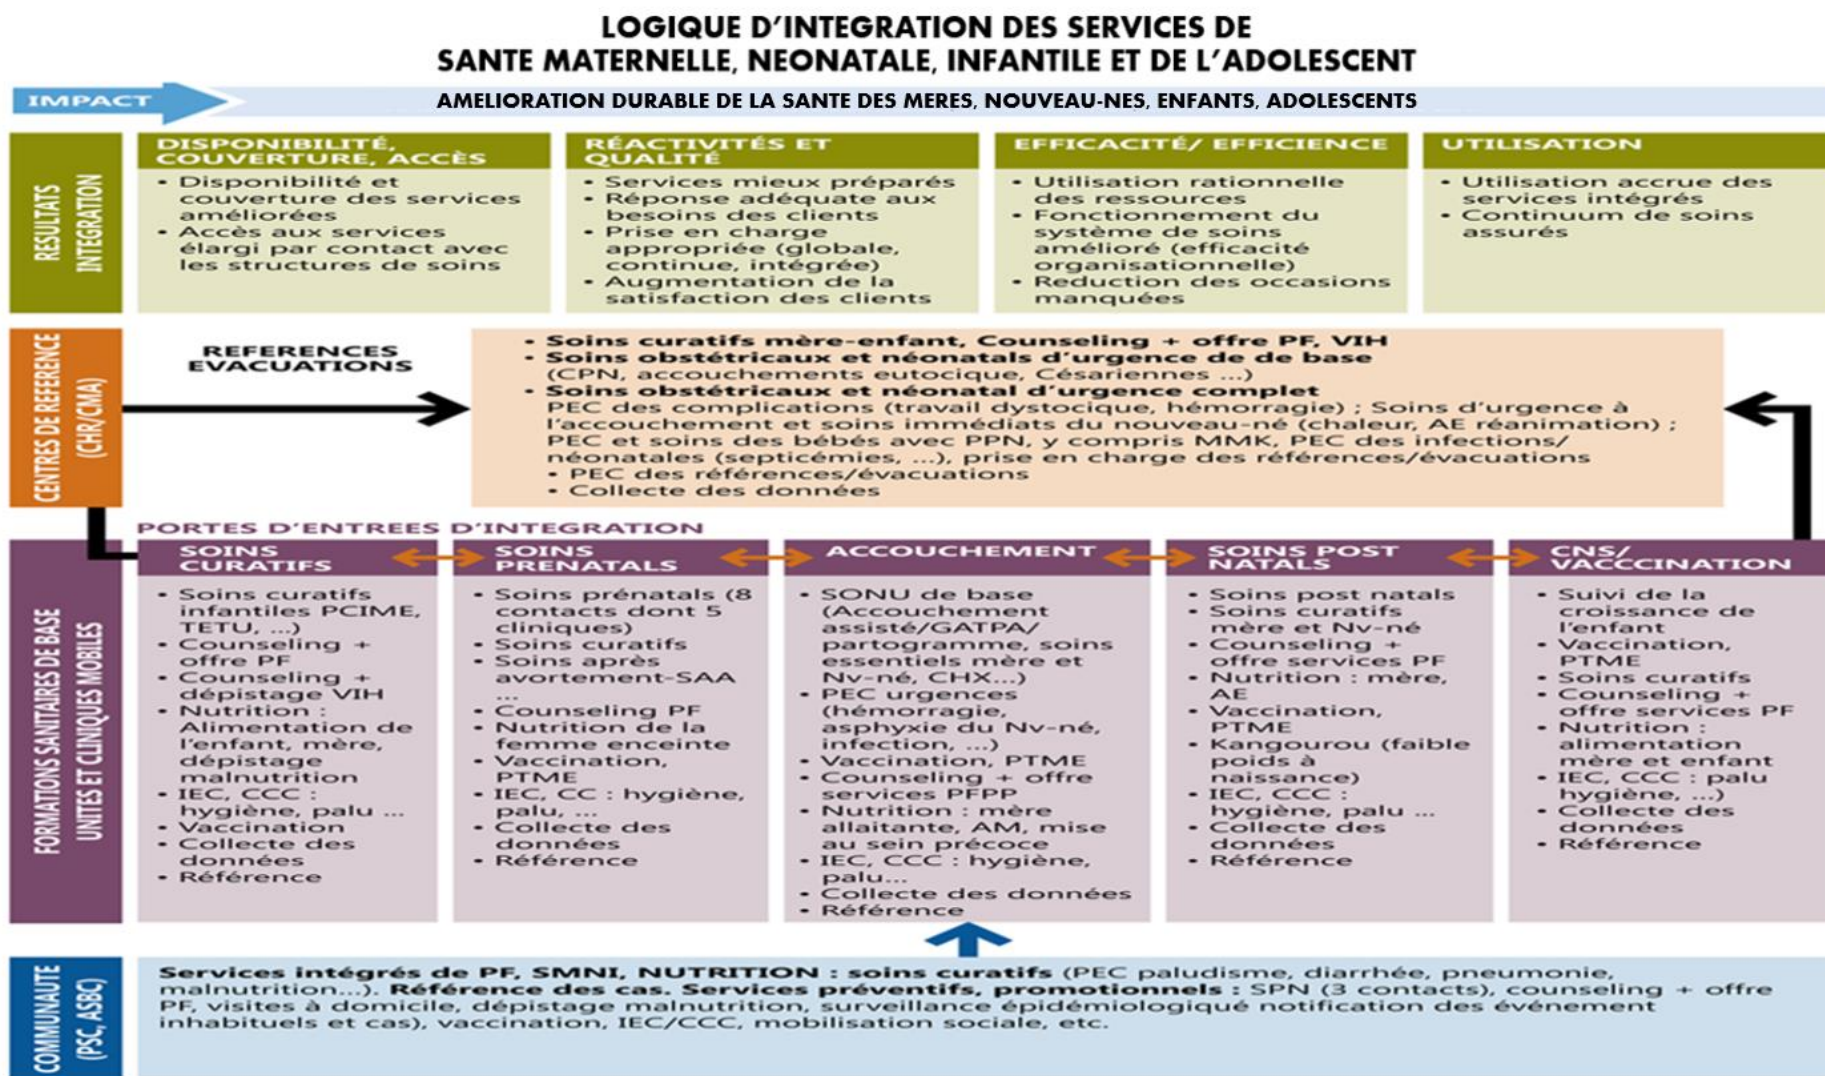 LOGIQUE D'INTEGRATION DES SERVICES DE
SANTE MATERNELLE, NEONATALE, INFANTILE ET DE L'ADOLESCENT
IMPACT
AMELIORATION DURABLE DE LA SANTE DES MERES, NOUVEAU-NES, ENFANTS, ADOLESCENTS
RESULTATS
INTEGRATION
DISPONIBILITÉ,
COUVERTURE, ACCÈS
• Disponibilité et
couverture des services
améliorées
• Accès aux services
élargi par contact avec
les structures de soins
RÉACTIVITÉS ET
QUALITÉ
• Services mieux préparés
• Réponse adéquate aux
besoins des clients
• Prise en charge
appropriée (globale,
continue, intégrée)
• Augmentation de la
satisfaction des clients
EFFICACITÉ/ EFFICIENCE
• Utilisation rationnelle
des ressources
• Fonctionnement du
système de soins
amélioré (efficacité
organisationnelle)
• Reduction des occasions
manquées
UTILISATION
• Utilisation accrue des
services intégrés
• Continuum de soins
assurés
CENTRES DE REFERENCE
(CHR/CMA)
REFERENCES
EVACUATIONS
• Soins curatifs mère-enfant, Counseling + offre PF, VIH
• Soins obstétricaux et néonatals d'urgence de de base
(CPN, accouchements eutocique, Césariennes ...)
• Soins obstétricaux et néonatal d'urgence complet
PEC des complications (travail dystocique, hémorragie) ; Soins d'urgence à
l'accouchement et soins immédiats du nouveau-né (chaleur, AE réanimation) ;
PEC et soins des bébés avec PPN, y compris MMK, PEC des infections/
néonatales (septicémies, ...), prise en charge des références/évacuations
• PEC des références/évacuations
• Collecte des données
PORTES D'ENTREES D'INTEGRATION
FORMATIONS SANITAIRES DE BASE
UNITES ET CLINIQUES MOBILES
SOINS
CURATIFS
• Soins curatifs
infantiles PCIME,
TETU, ...)
• Counseling +
offre PF
• Counseling +
dépistage VIH
• Nutrition :
Alimentation de
l'enfant, mère,
dépistage
malnutrition
• IEC, CCC :
hygiène, palu ...
• Vaccination
• Collecte des
données
• Référence
SOINS
PRENATALS
• Soins prénatals (8
contacts dont 5
cliniques)
• Soins curatifs
• Soins après
avortement-SAA
...
• Counseling PF
• Nutrition de la
femme enceinte
• Vaccination,
PTME
• IEC, CC : hygiène,
palu, ...
• Collecte des
données
• Référence
ACCOUCHEMENT
• SONU de base
(Accouchement
assisté/GATPA/
partogramme, soins
essentiels mère et
Nv-né, CHX...)
• PEC urgences
(hémorragie,
asphyxie du Nv-né,
infection, ...)
• Vaccination, PTME
• Counseling + offre
services PFPP
• Nutrition : mère
allaitante, AM, mise
au sein précoce
• IEC, CCC : hygiène,
palu...
• Collecte des données
• Référence
SOINS POST
NATALS
• Soins post natals
• Soins curatifs
mère et Nv-né
• Counseling +
offre services PF
• Nutrition : mère,
AE
• Vaccination,
PTME
• Kangourou (faible
poids à
naissance)
• IEC, CCC :
hygiène, palu ...
• Collecte des
données
• Référence
CNS/
VACCCINATION
• Suivi de la
croissance de
l'enfant
• Vaccination,
PTME
• Soins curatifs
• Counseling +
offre services PF
• Nutrition :
alimentation
mère et enfant
• IEC, CCC : palu
hygiène, ...)
• Collecte des
données
• Référence
COMMUNAUTE
(PSC, ASBC)
Services intégrés de PF, SMNI, NUTRITION : soins curatifs (PEC paludisme, diarrhée, pneumonie,
malnutrition...). Référence des cas. Services préventifs, promotionnels : SPN (3 contacts), counseling + offre
PF, visites à domicile, dépistage malnutrition, surveillance épidémiologiqué notification des événement
inhabituels et cas), vaccination, IEC/CCC, mobilisation sociale, etc.